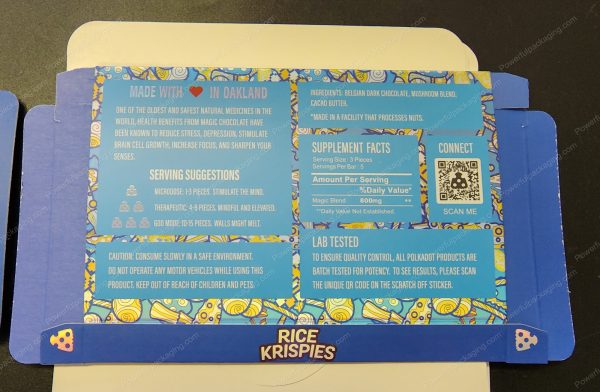 MADE WITH ❤ IN OAKLAND
ONE OF THE OLDEST AND SAFEST NATURAL MEDICINES IN THE
WORLD, HEALTH BENEFITS FROM MAGIC CHOCOLATE HAVE
BEEN KNOWN TO REDUCE STRESS, DEPRESSION, STIMULATE
BRAIN CELL GROWTH, INCREASE FOCUS, AND SHARPEN YOUR
SENSES.
SERVING SUGGESTIONS
MICRODOSE: 1-3 PIECES. STIMULATE THE MIND.
THERAPEUTIC: 4-9 PIECES. MINDFUL AND ELEVATED.
GOD MODE: 10-15 PIECES. WALLS MIGHT MELT.
CAUTION: CONSUME SLOWLY IN A SAFE ENVIRONMENT.
DO NOT OPERATE ANY MOTOR VEHICLES WHILE USING THIS
PRODUCT. KEEP OUT OF REACH OF CHILDREN AND PETS.
INGREDIENTS: BELGIAN DARK CHOCOLATE, MUSHROOM BLEND,
CACAO BUTTER.
*MADE IN A FACILITY THAT PROCESSES NUTS.
SUPPLEMENT FACTS
Serving Size : 3 Pieces
Servings Per Bar : 5
Amount Per Serving
%Daily Value*
Magic Blend 800mg **
**Daily Value Not Established.
CONNECT
SCAN ME
LAB TESTED
TO ENSURE QUALITY CONTROL, ALL POLKADOT PRODUCTS ARE
BATCH TESTED FOR POTENCY. TO SEE RESULTS, PLEASE SCAN
THE UNIQUE QR CODE ON THE SCRATCH OFF STICKER.
RICE
KRISPIES
Powerfulpackaging.com